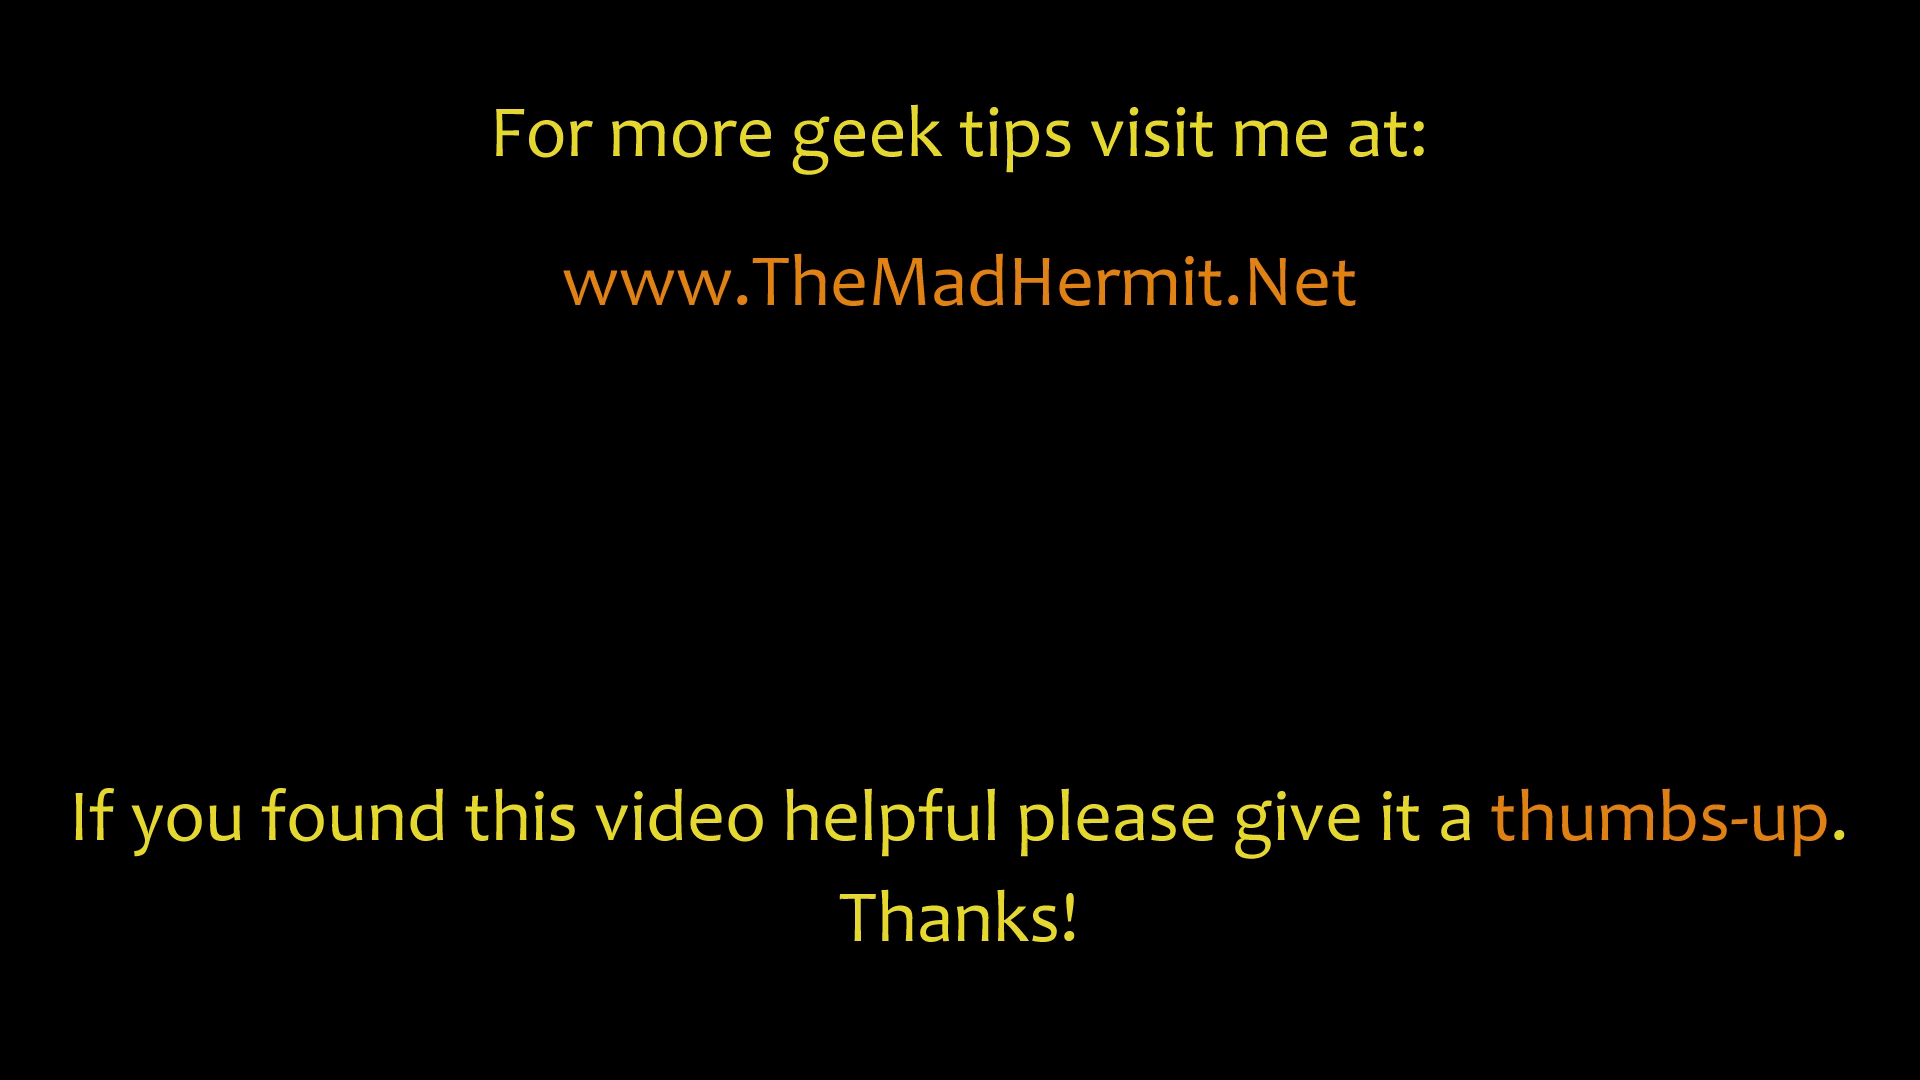 For more geek tips visit me at:
www.TheMadHermit.Net
If you found this video helpful please give it a thumbs-up.
Thanks!